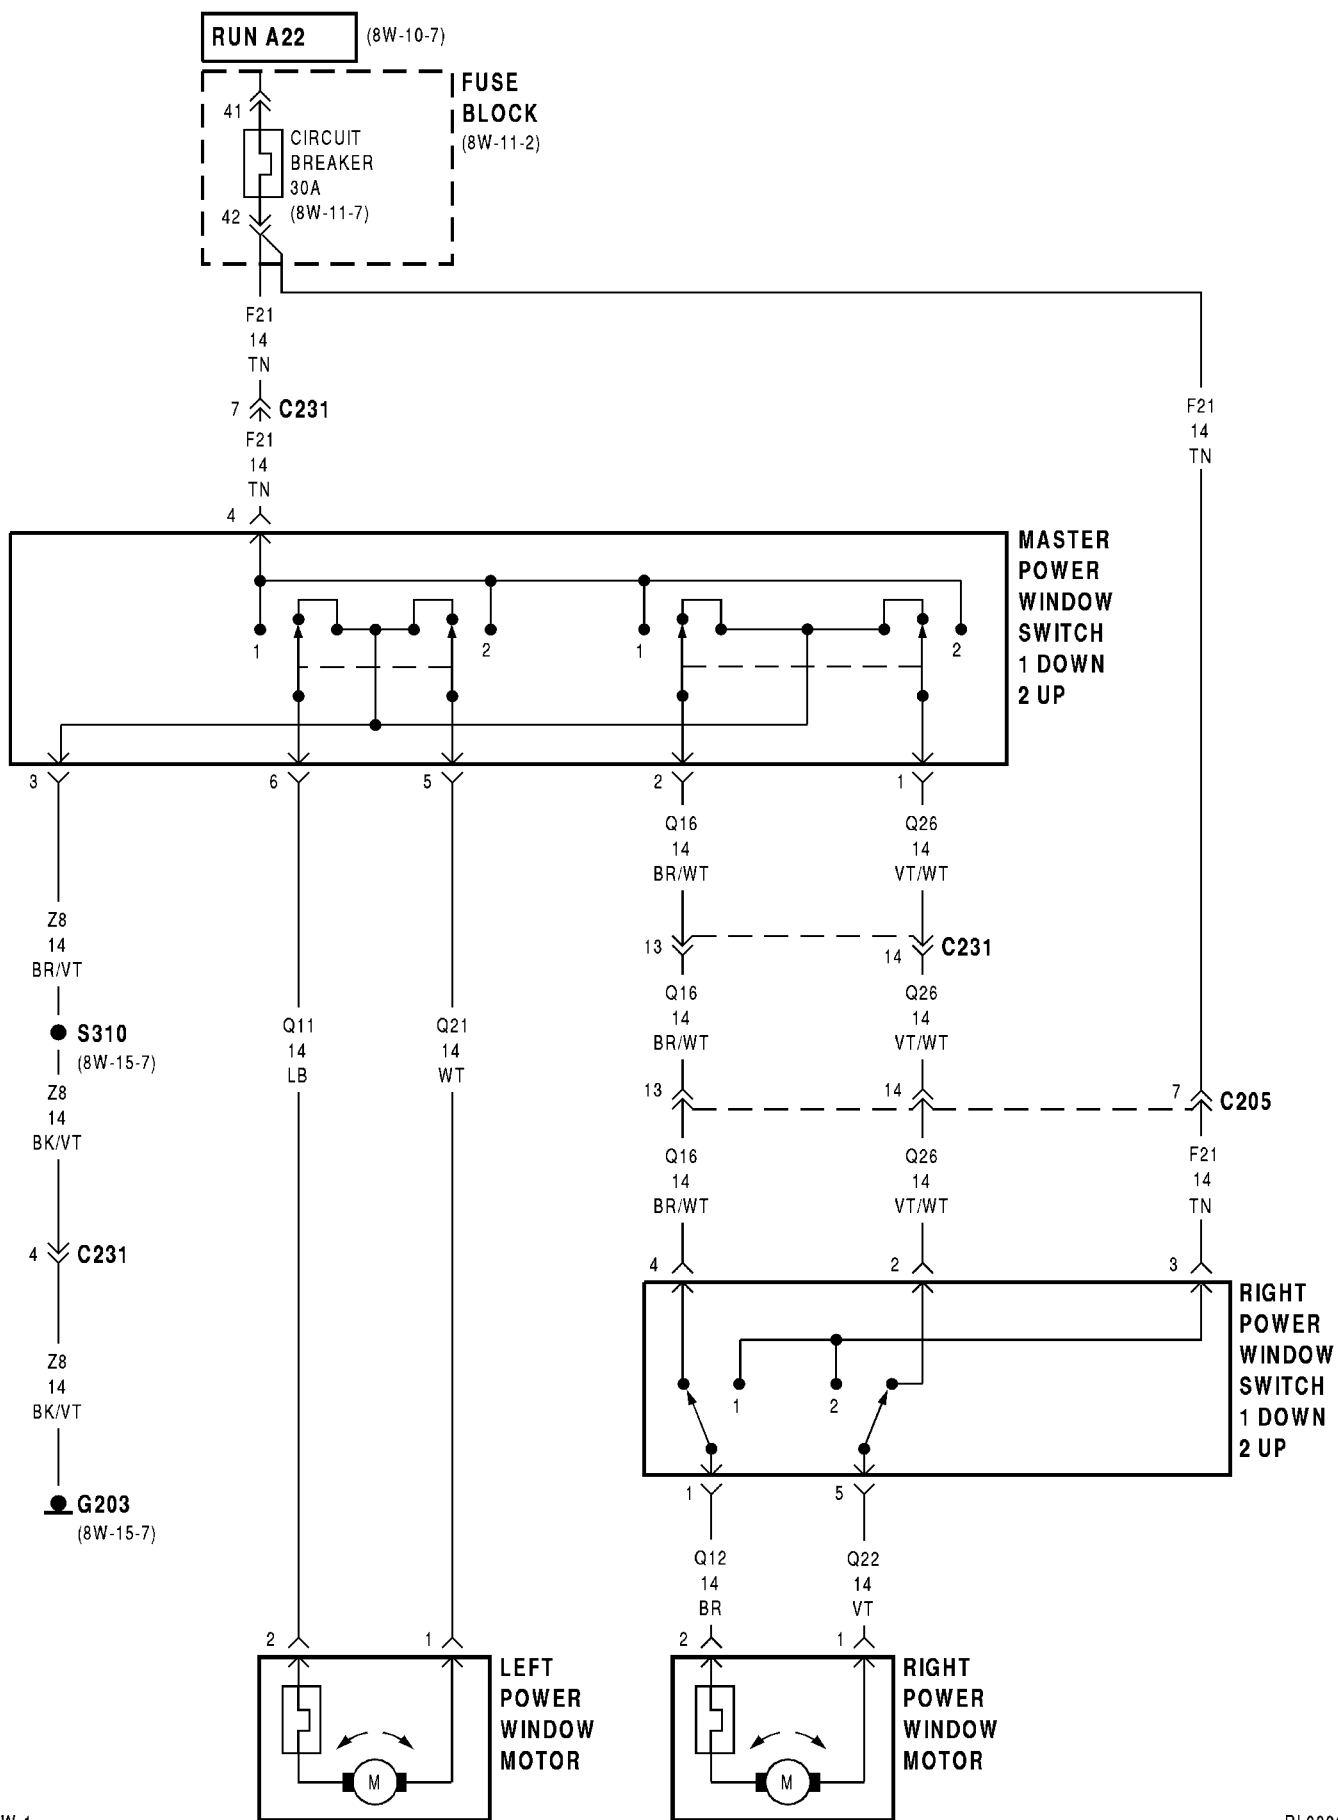 RUN A22
(8W-10-7)
FUSE
BLOCK
(8W-11-2)
41
CIRCUIT
BREAKER
30A
(8W-11-7)
42
F21
14
TN
7
C231
F21
14
TN
4
F21
14
TN
MASTER
POWER
WINDOW
SWITCH
1 DOWN
2 UP
1
2
1
2
3
6
5
2
1
Q16
14
BR/WT
Q26
14
VT/WT
Z8
14
BR/VT
13
14
C231
Q16
14
BR/WT
Q26
14
VT/WT
S310
(8W-15-7)
Q11
14
LB
Q21
14
WT
Z8
14
BK/VT
13
14
7
C205
Q16
14
BR/WT
Q26
14
VT/WT
F21
14
TN
4
C231
4
2
3
RIGHT
POWER
WINDOW
SWITCH
1 DOWN
2 UP
Z8
14
BK/VT
1
2
G203
(8W-15-7)
1
5
Q12
14
BR
Q22
14
VT
2
1
2
1
LEFT
POWER
WINDOW
MOTOR
M
RIGHT
POWER
WINDOW
MOTOR
M